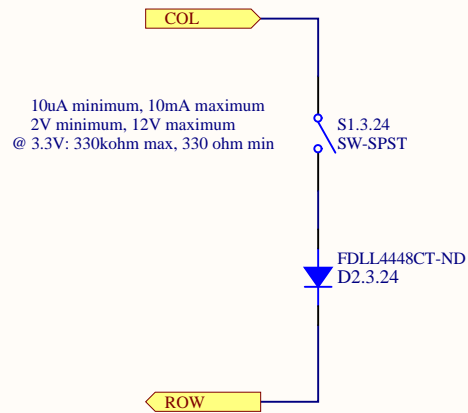 COL
10uA minimum, 10mA maximum
2V minimum, 12V maximum
@ 3.3V: 330kohm max, 330 ohm min
S1.3.24
SW-SPST
FDLL4448CT-ND
D2.3.24
ROW